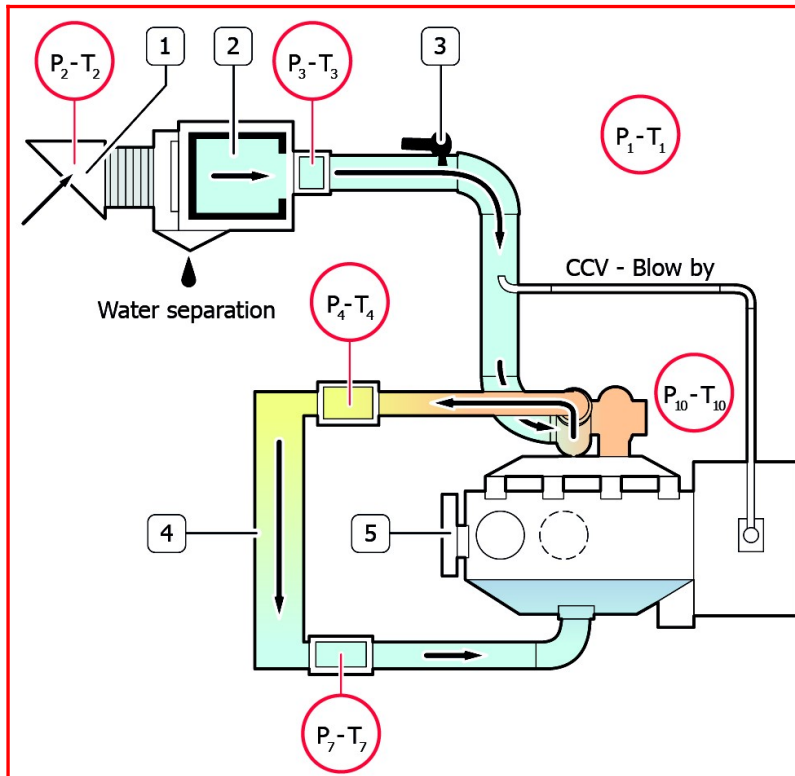 1
2
3
P2-T2
P3-T3
P1-T1
CCV - Blow by
Water separation
P4-T4
P10-T10
4
5
P7-T7